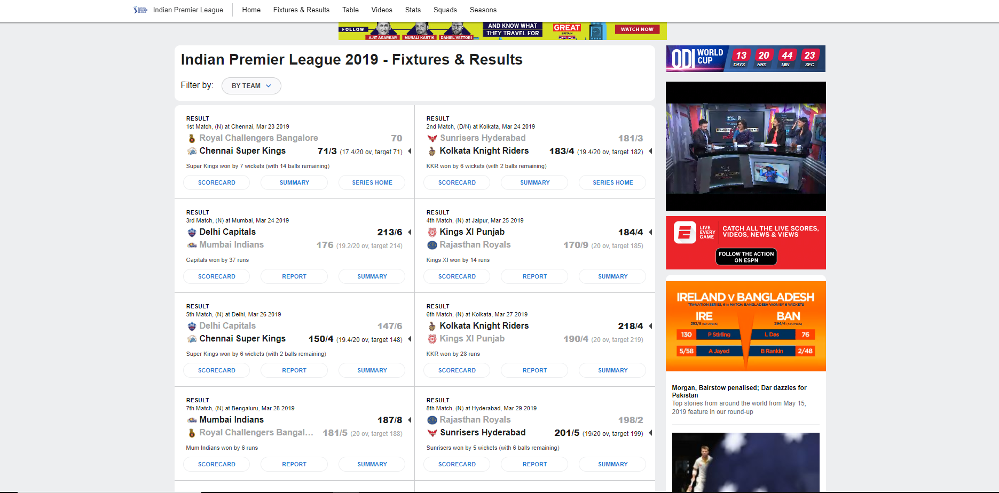 Indian Premier League
Home Fixtures & Results Table Videos Stats Squads Seasons
FOLLOW
AJIT AGARKAR MURALI KARTIK DANIEL VETTORI
AND KNOW WHAT
THEY TRAVEL FOR
GREAT
BRITAIN
WATCH NOW
Indian Premier League 2019 - Fixtures & Results
Filter by: BY TEAM
RESULT
1st Match, (N) at Chennai, Mar 23 2019
Royal Challengers Bangalore 70
Chennai Super Kings 71/3 (17.4/20 ov, target 71)
Super Kings won by 7 wickets (with 14 balls remaining)
SCORECARD SUMMARY SERIES HOME
RESULT
2nd Match, (D/N) at Kolkata, Mar 24 2019
Sunrisers Hyderabad 181/3
Kolkata Knight Riders 183/4 (19.4/20 ov, target 182)
KKR won by 6 wickets (with 2 balls remaining)
SCORECARD SUMMARY SERIES HOME
RESULT
3rd Match, (N) at Mumbai, Mar 24 2019
Delhi Capitals 213/6
Mumbai Indians 176 (19.2/20 ov, target 214)
Capitals won by 37 runs
SCORECARD REPORT SUMMARY
RESULT
4th Match, (N) at Jaipur, Mar 25 2019
Kings XI Punjab 184/4
Rajasthan Royals 170/9 (20 ov, target 185)
Kings XI won by 14 runs
SCORECARD REPORT SUMMARY
RESULT
5th Match, (N) at Delhi, Mar 26 2019
Delhi Capitals 147/6
Chennai Super Kings 150/4 (19.4/20 ov, target 148)
Super Kings won by 6 wickets (with 2 balls remaining)
SCORECARD REPORT SUMMARY
RESULT
6th Match, (N) at Kolkata, Mar 27 2019
Kolkata Knight Riders 218/4
Kings XI Punjab 190/4 (20 ov, target 219)
KKR won by 28 runs
SCORECARD REPORT SUMMARY
RESULT
7th Match, (N) at Bengaluru, Mar 28 2019
Mumbai Indians 187/8
Royal Challengers Bangal... 181/5 (20 ov, target 188)
Mum Indians won by 6 runs
SCORECARD REPORT SUMMARY
RESULT
8th Match, (N) at Hyderabad, Mar 29 2019
Rajasthan Royals 198/2
Sunrisers Hyderabad 201/5 (19/20 ov, target 199)
Sunrisers won by 5 wickets (with 6 balls remaining)
SCORECARD REPORT SUMMARY
ODI WORLD CUP
13 20 44 23
DAYS HRS MIN SEC
E LIVE EVERY GAME
CATCH ALL THE LIVE SCORES,
VIDEOS, NEWS & VIEWS
FOLLOW THE ACTION
ON ESPN
IRELAND v BANGLADESH
TRI-NATION SERIES, 6TH MATCH: BANGLADESH WON BY 6 WICKETS
IRE BAN
292/8 (50 OVERS) 294/4 (43 OVERS)
130 P Stirling L Das 76
5/58 A Jayed B Rankin 2/48
Morgan, Bairstow penalised; Dar dazzles for
Pakistan
Top stories from around the world from May 15,
2019 feature in our round-up